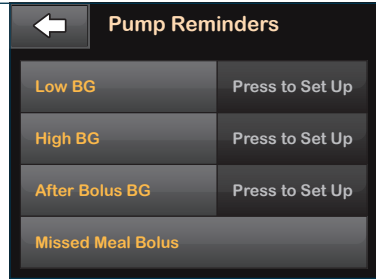 Pump Reminders
Low BG Press to Set Up
High BG Press to Set Up
After Bolus BG Press to Set Up
Missed Meal Bolus